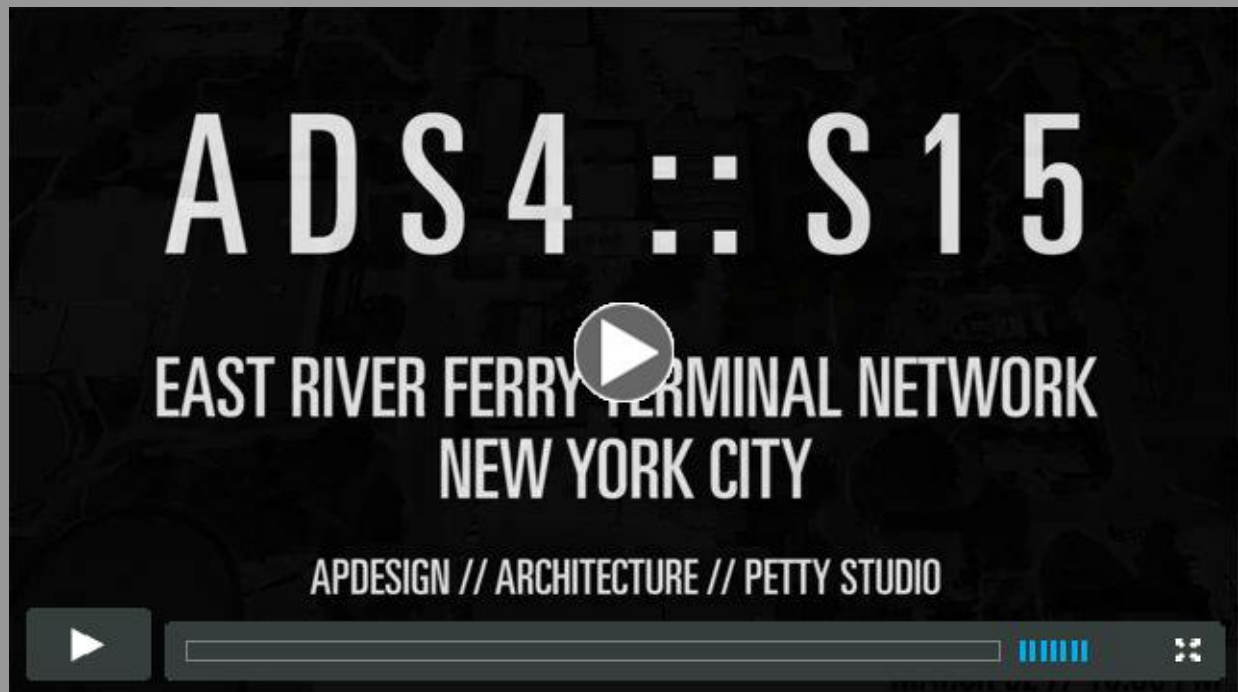 ADS4 :: S15
EAST RIVER FERRY TERMINAL NETWORK
NEW YORK CITY
APDESIGN // ARCHITECTURE // PETTY STUDIO